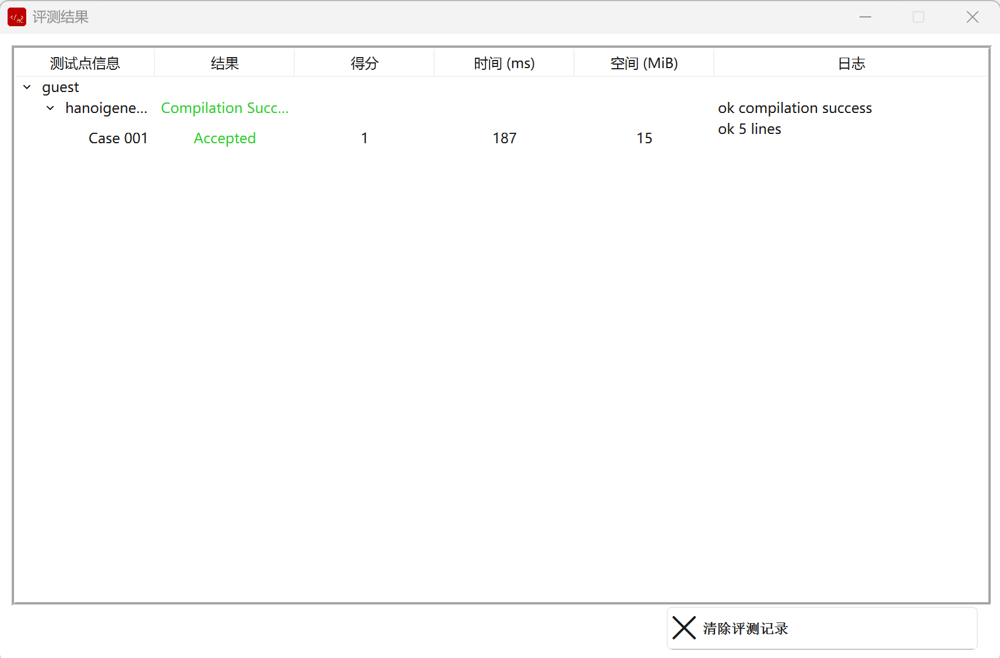 评测结果
测试点信息 结果 得分 时间 (ms) 空间 (MiB) 日志
guest
hanoigene... Compilation Succ... ok compilation success
Case 001 Accepted 1 187 15 ok 5 lines
清除评测记录